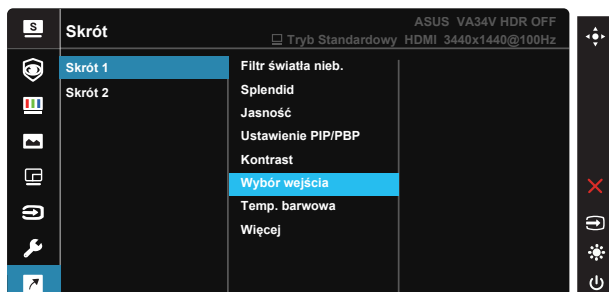 S
Skrót
ASUS VA34V HDR OFF
Tryb Standardowy HDMI 3440x1440@100Hz
Skrót 1
Skrót 2
Filtr światła nieb.
Splendid
Jasność
Ustawienie PIP/PBP
Kontrast
Wybór wejścia
Temp. barwowa
Więcej